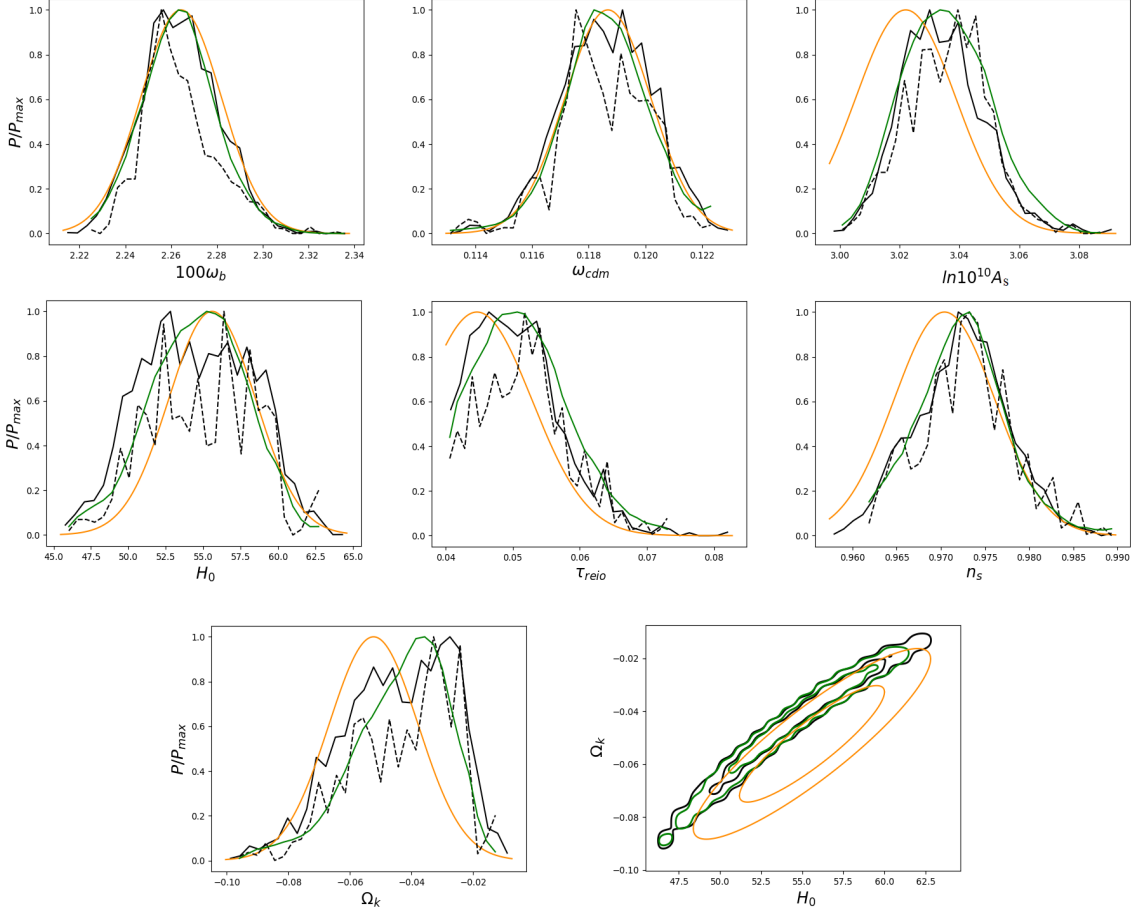 P/P_max
1.0
0.8
0.6
0.4
0.2
0.0
2.22 2.24 2.26 2.28 2.30 2.32 2.34
100ω_b
1.0
0.8
0.6
0.4
0.2
0.0
0.114 0.116 0.118 0.120 0.122
ω_cdm
1.0
0.8
0.6
0.4
0.2
0.0
3.00 3.02 3.04 3.06 3.08
ln10¹⁰A_s
P/P_max
1.0
0.8
0.6
0.4
0.2
0.0
45.0 47.5 50.0 52.5 55.0 57.5 60.0 62.5 65.0
H_0
1.0
0.8
0.6
0.4
0.2
0.0
0.04 0.05 0.06 0.07 0.08
τ_reio
1.0
0.8
0.6
0.4
0.2
0.0
0.960 0.965 0.970 0.975 0.980 0.985 0.990
n_s
P/P_max
1.0
0.8
0.6
0.4
0.2
0.0
−0.10 −0.08 −0.06 −0.04 −0.02
Ω_k
Ω_k
−0.02
−0.04
−0.06
−0.08
−0.10
47.5 50.0 52.5 55.0 57.5 60.0 62.5
H_0